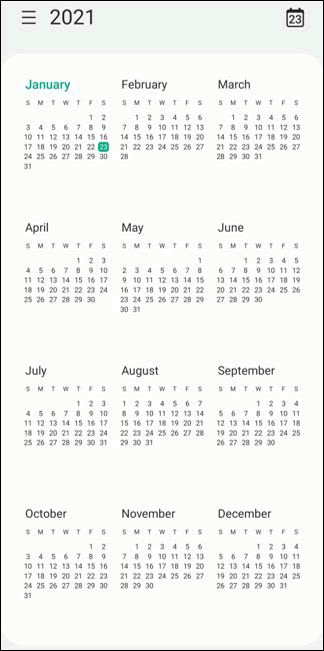 2021
23
January
S M T W T F S
1 2
3 4 5 6 7 8 9
10 11 12 13 14 15 16
17 18 19 20 21 22 23
24 25 26 27 28 29 30
31
February
S M T W T F S
1 2 3 4 5 6
7 8 9 10 11 12 13
14 15 16 17 18 19 20
21 22 23 24 25 26 27
28
March
S M T W T F S
1 2 3 4 5 6
7 8 9 10 11 12 13
14 15 16 17 18 19 20
21 22 23 24 25 26 27
28 29 30 31
April
S M T W T F S
1 2 3
4 5 6 7 8 9 10
11 12 13 14 15 16 17
18 19 20 21 22 23 24
25 26 27 28 29 30
May
S M T W T F S
1
2 3 4 5 6 7 8
9 10 11 12 13 14 15
16 17 18 19 20 21 22
23 24 25 26 27 28 29
30 31
June
S M T W T F S
1 2 3 4 5
6 7 8 9 10 11 12
13 14 15 16 17 18 19
20 21 22 23 24 25 26
27 28 29 30
July
S M T W T F S
1 2 3
4 5 6 7 8 9 10
11 12 13 14 15 16 17
18 19 20 21 22 23 24
25 26 27 28 29 30 31
August
S M T W T F S
1 2 3 4 5 6 7
8 9 10 11 12 13 14
15 16 17 18 19 20 21
22 23 24 25 26 27 28
29 30 31
September
S M T W T F S
1 2 3 4
5 6 7 8 9 10 11
12 13 14 15 16 17 18
19 20 21 22 23 24 25
26 27 28 29 30
October
S M T W T F S
1 2
3 4 5 6 7 8 9
10 11 12 13 14 15 16
17 18 19 20 21 22 23
24 25 26 27 28 29 30
31
November
S M T W T F S
1 2 3 4 5 6
7 8 9 10 11 12 13
14 15 16 17 18 19 20
21 22 23 24 25 26 27
28 29 30
December
S M T W T F S
1 2 3 4
5 6 7 8 9 10 11
12 13 14 15 16 17 18
19 20 21 22 23 24 25
26 27 28 29 30 31